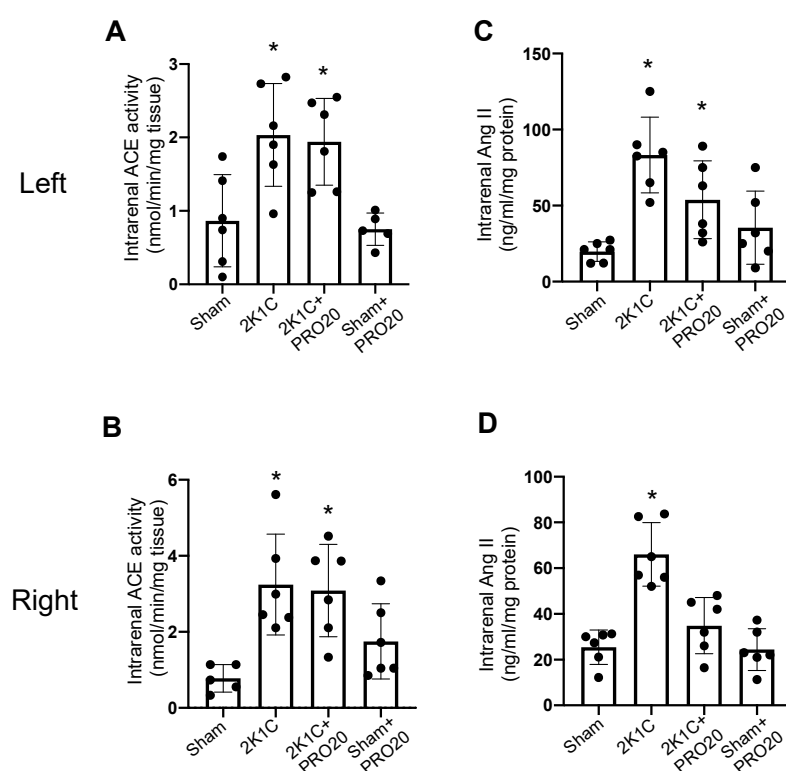 Left
A
Intrarenal ACE activity
(nmol/min/mg tissue)
3
2
1
0
*
*
Sham
2K1C
2K1C+
PRO20
Sham+
PRO20
C
Intrarenal Ang II
(ng/ml/mg protein)
150
100
50
0
*
*
Sham
2K1C
2K1C+
PRO20
Sham+
PRO20
Right
B
Intrarenal ACE activity
(nmol/min/mg tissue)
6
4
2
0
*
*
Sham
2K1C
2K1C+
PRO20
Sham+
PRO20
D
Intrarenal Ang II
(ng/ml/mg protein)
100
80
60
40
20
0
*
Sham
2K1C
2K1C+
PRO20
Sham+
PRO20